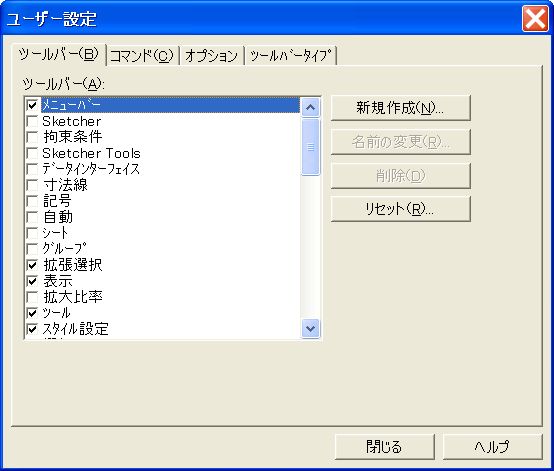 ユーザー設定
ツールバー(B) コマンド(C) オプション ﾂｰﾙﾊﾞｰﾀｲﾌﾟ
ツールバー(A):
ﾒﾆｭｰﾊﾞｰ
Sketcher
拘束条件
Sketcher Tools
ﾃﾞｰﾀｲﾝﾀｰﾌｪｲｽ
寸法線
記号
自動
ｼｰﾄ
ｸﾞﾙｰﾌﾟ
拡張選択
表示
拡大比率
ﾂｰﾙ
ｽﾀｲﾙ設定
新規作成(N)...
名前の変更(R)...
削除(D)
リセット(R)...
閉じる ヘルプ